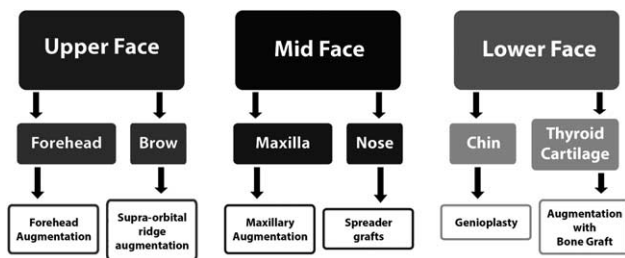 Upper Face
Mid Face
Lower Face
Forehead
Brow
Maxilla
Nose
Chin
Thyroid
Cartilage
Forehead
Augmentation
Supra-orbital
ridge
augmentation
Maxillary
Augmentation
Spreader
grafts
Genioplasty
Augmentation
with
Bone Graft